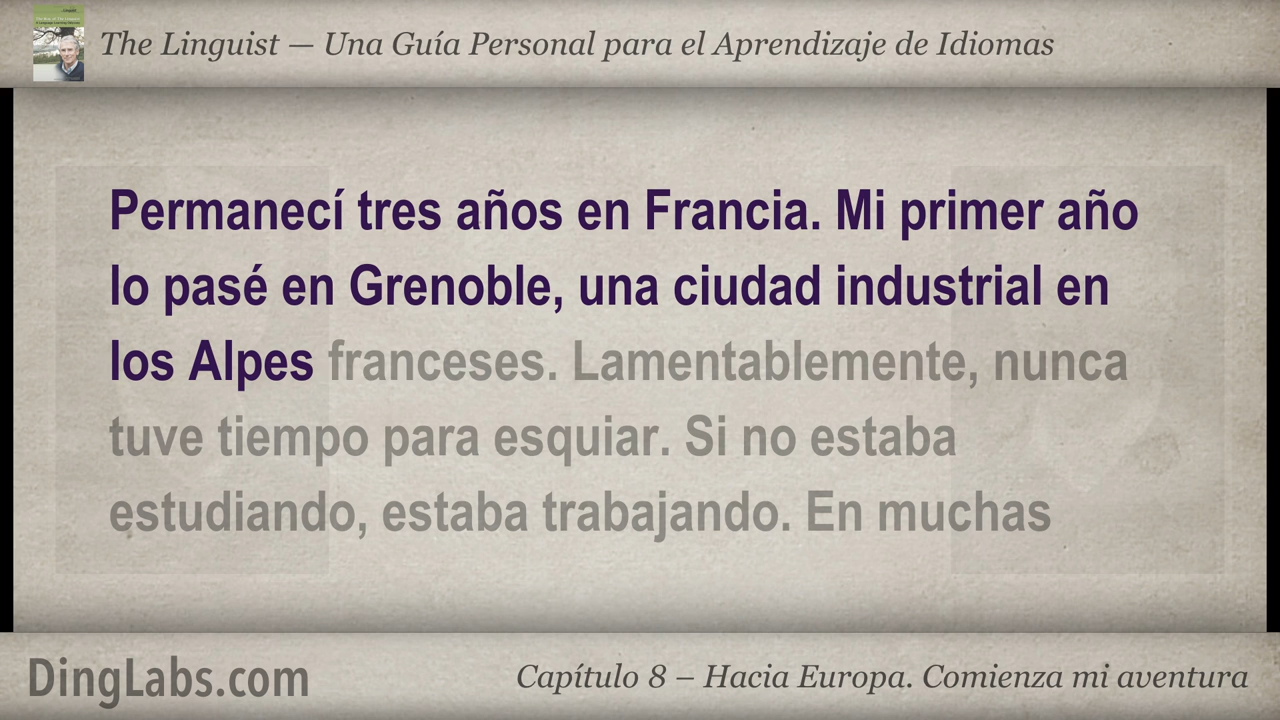 The Linguist — Una Guía Personal para el Aprendizaje de Idiomas
Permanecí tres años en Francia. Mi primer año
lo pasé en Grenoble, una ciudad industrial en
los Alpes franceses. Lamentablemente, nunca
tuve tiempo para esquiar. Si no estaba
estudiando, estaba trabajando. En muchas
DingLabs.com
Capítulo 8 – Hacia Europa. Comienza mi aventura